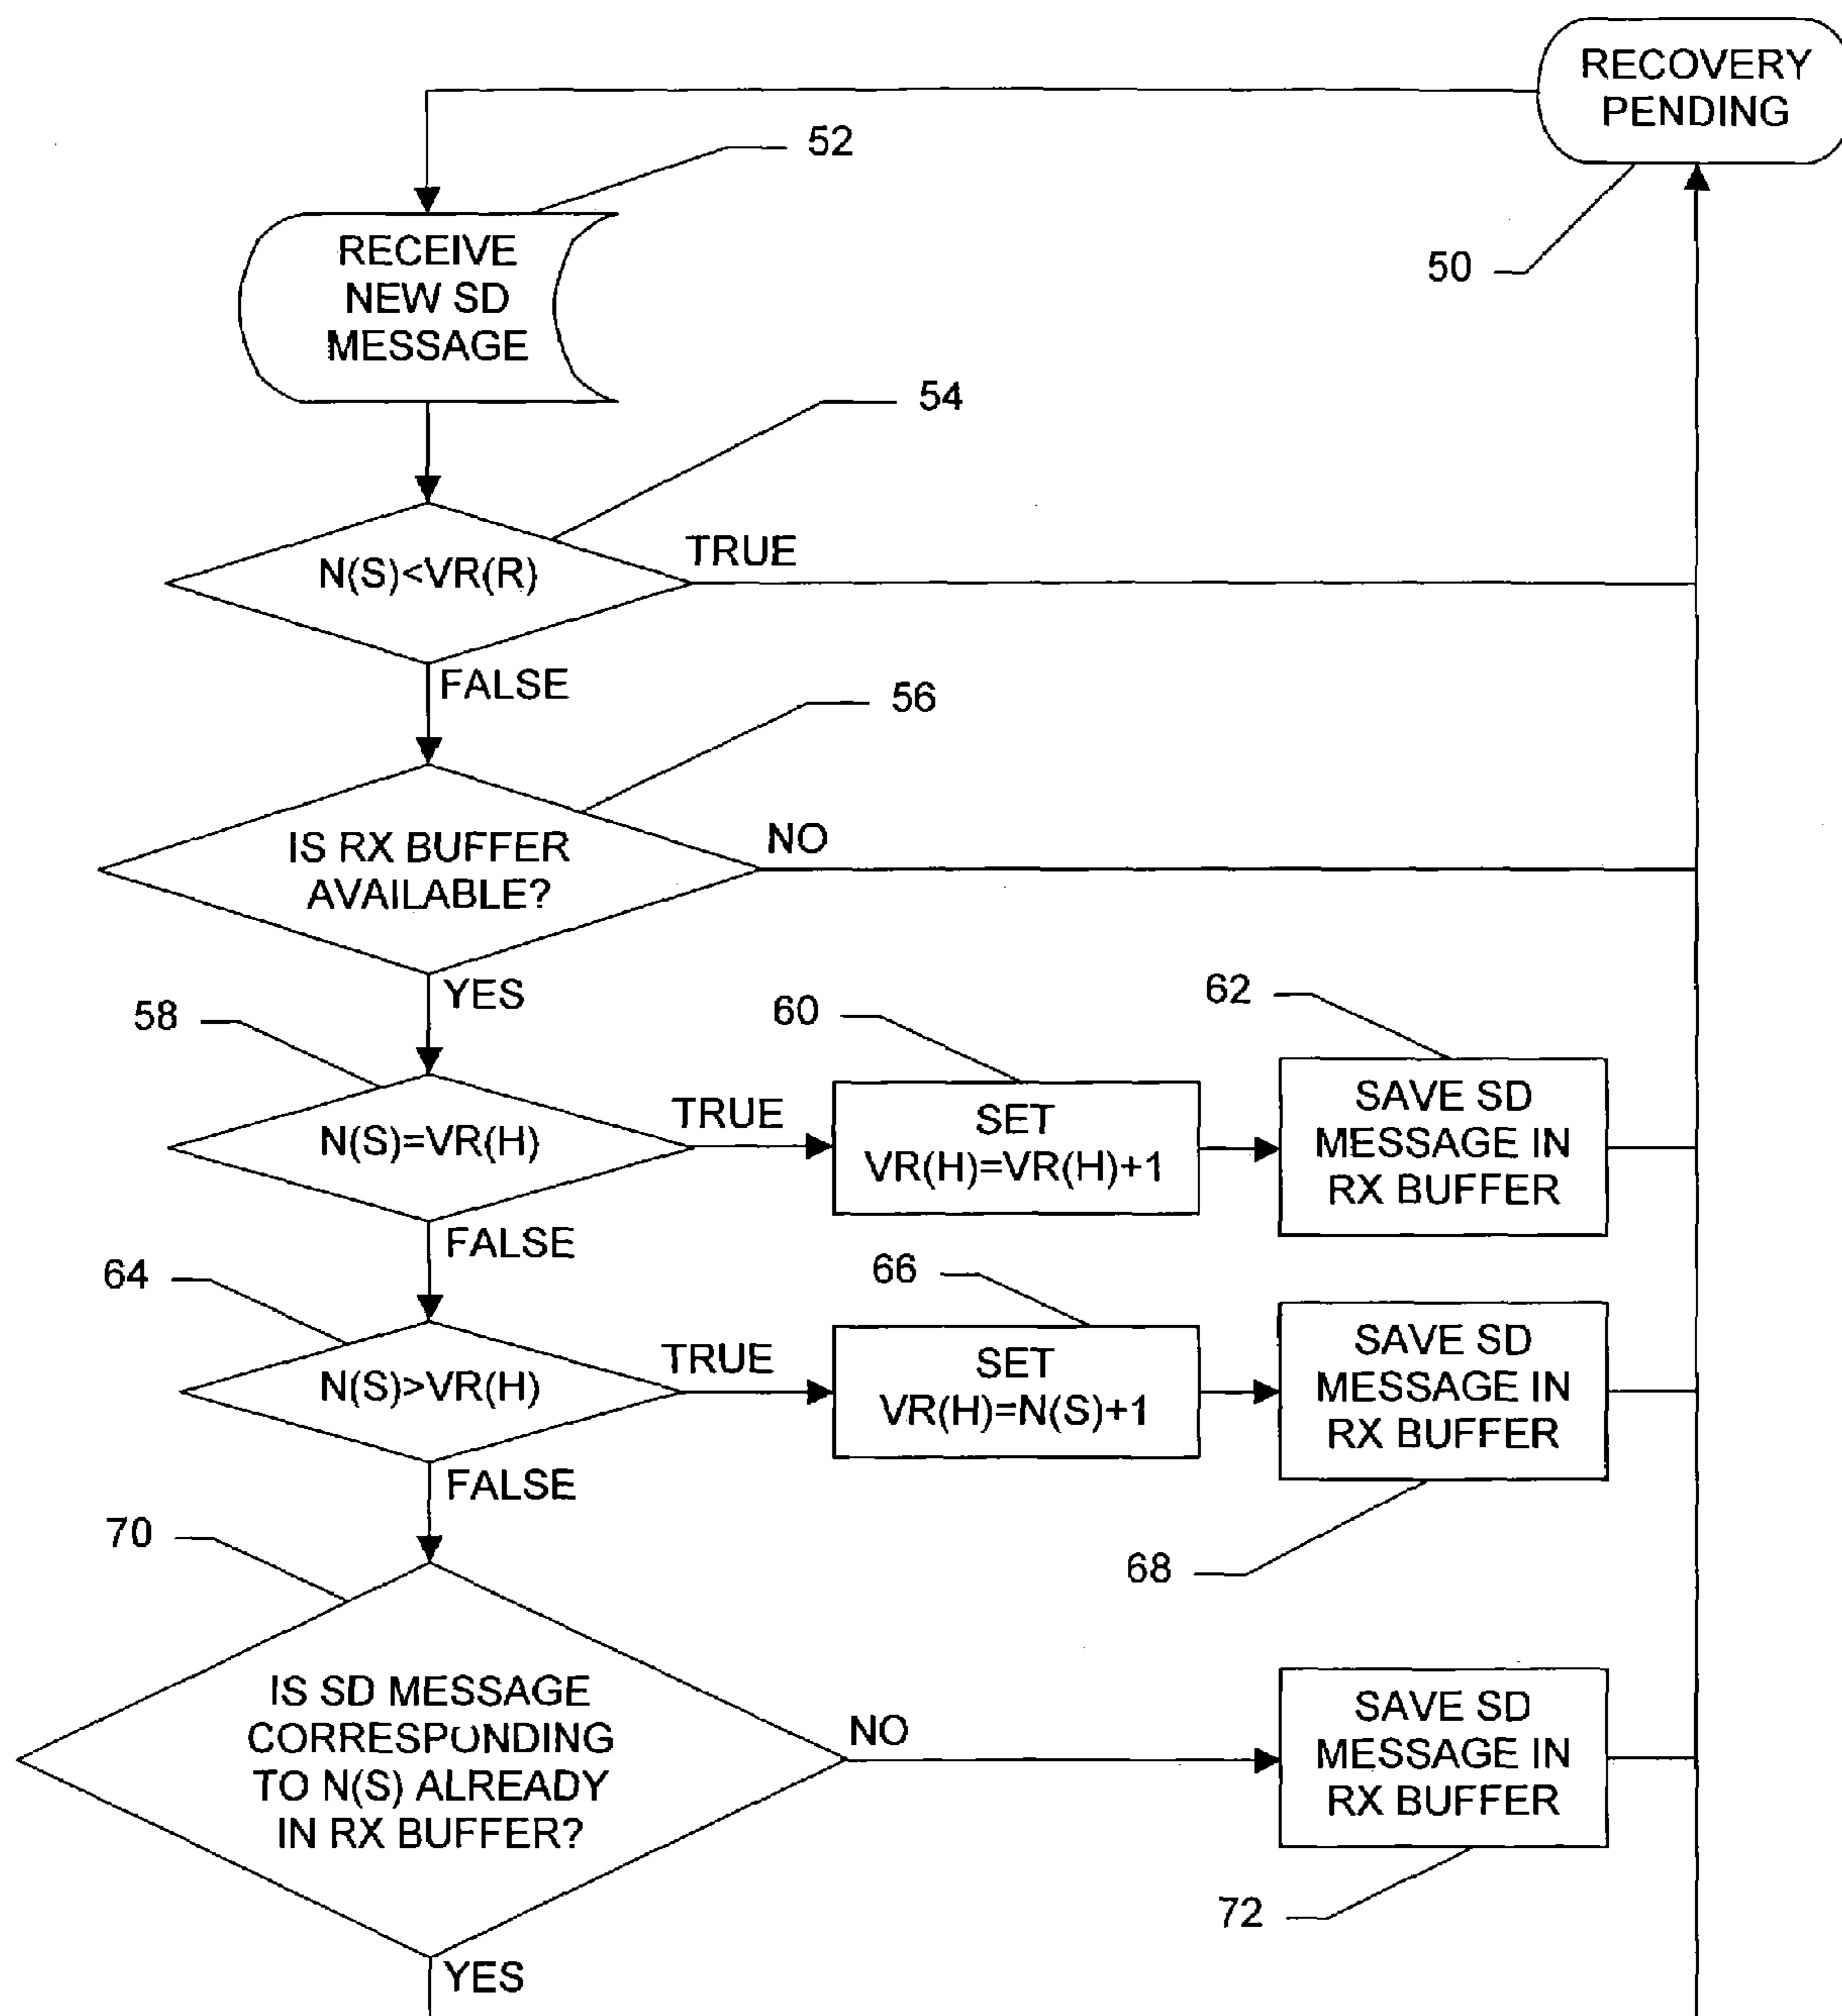 RECOVERY
PENDING
50
52
RECEIVE
NEW SD
MESSAGE
54
N(S)<VR(R)
TRUE
FALSE
56
IS RX BUFFER
AVAILABLE?
NO
YES
58
N(S)=VR(H)
TRUE
60
SET
VR(H)=VR(H)+1
62
SAVE SD
MESSAGE IN
RX BUFFER
FALSE
64
N(S)>VR(H)
TRUE
66
SET
VR(H)=N(S)+1
SAVE SD
MESSAGE IN
RX BUFFER
68
FALSE
70
IS SD MESSAGE
CORRESPONDING
TO N(S) ALREADY
IN RX BUFFER?
NO
SAVE SD
MESSAGE IN
RX BUFFER
72
YES